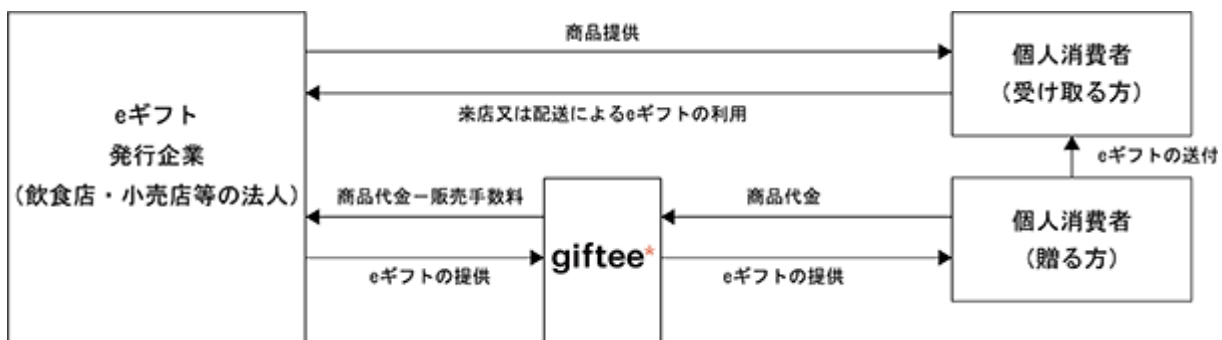 商品提供
個人消費者
(受け取る方)
eギフト
発行企業
(飲食店・小売店等の法人)
来店又は配送によるeギフトの利用
eギフトの送付
商品代金ー販売手数料
商品代金
giftee*
個人消費者
(贈る方)
eギフトの提供
eギフトの提供